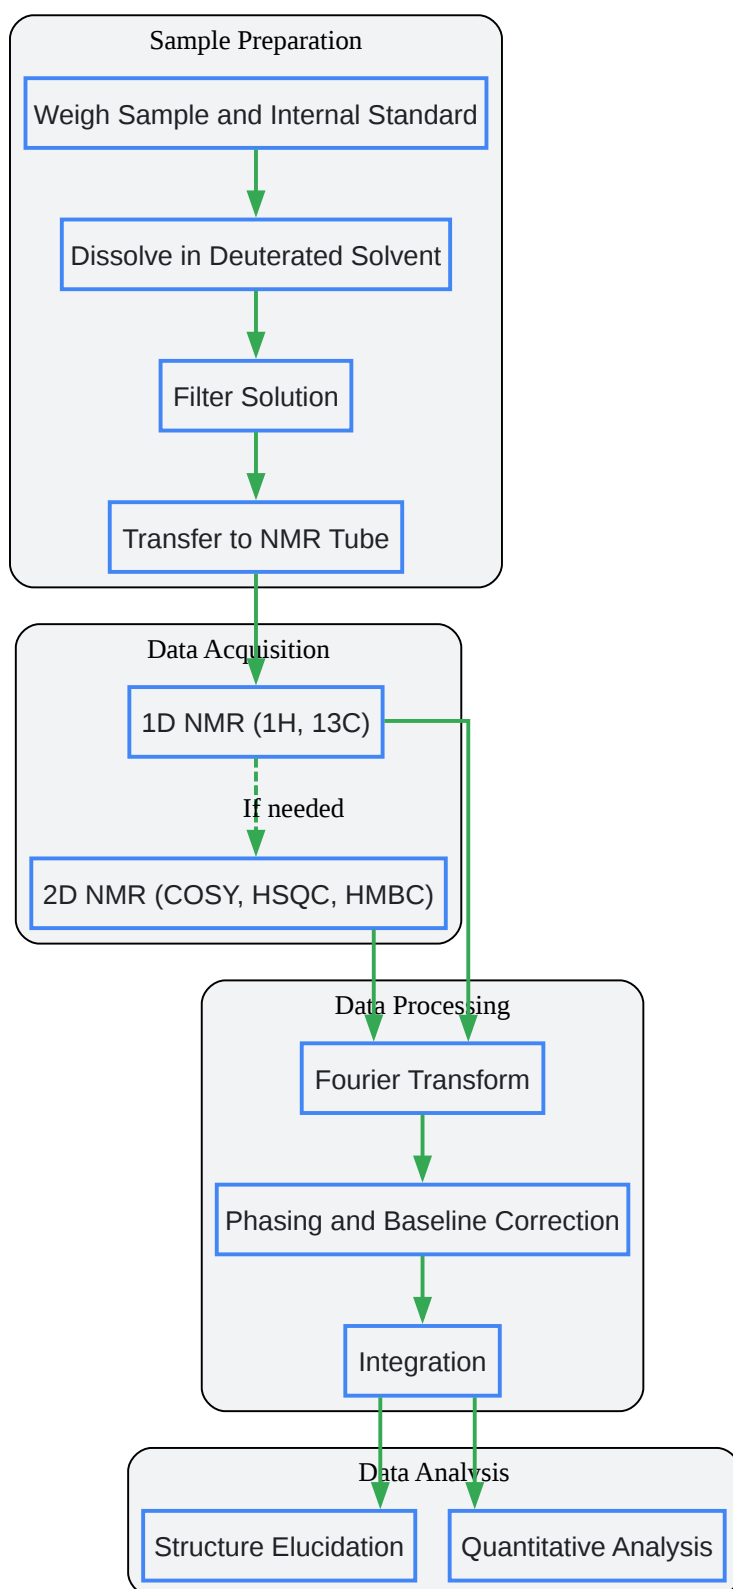 Sample Preparation
Weigh Sample and Internal Standard
Dissolve in Deuterated Solvent
Filter Solution
Transfer to NMR Tube
Data Acquisition
1D NMR (1H, 13C)
If needed
2D NMR (COSY, HSQC, HMBC)
Data Processing
Fourier Transform
Phasing and Baseline Correction
Integration
Data Analysis
Structure Elucidation
Quantitative Analysis